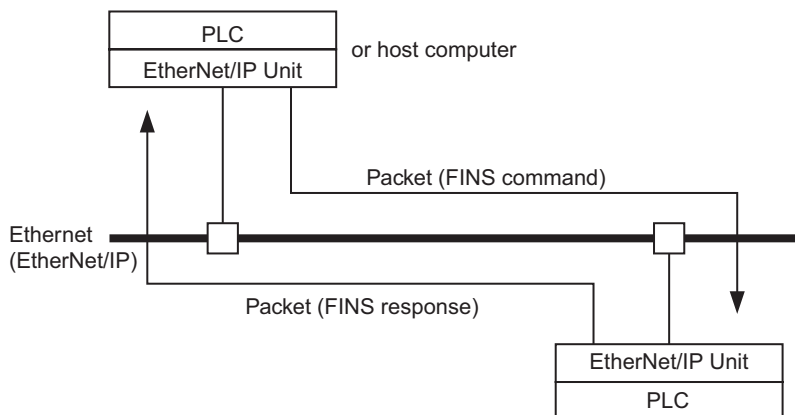 PLC
EtherNet/IP Unit
or host computer
Packet (FINS command)
Ethernet
(EtherNet/IP)
Packet (FINS response)
EtherNet/IP Unit
PLC